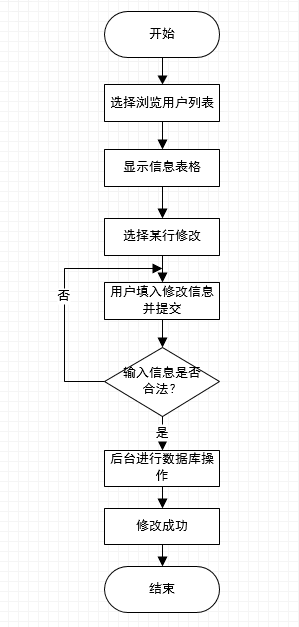 开始
选择浏览用户列表
显示信息表格
选择某行修改
否
用户填入修改信息
并提交
输入信息是否
合法？
是
后台进行数据库操
作
修改成功
结束